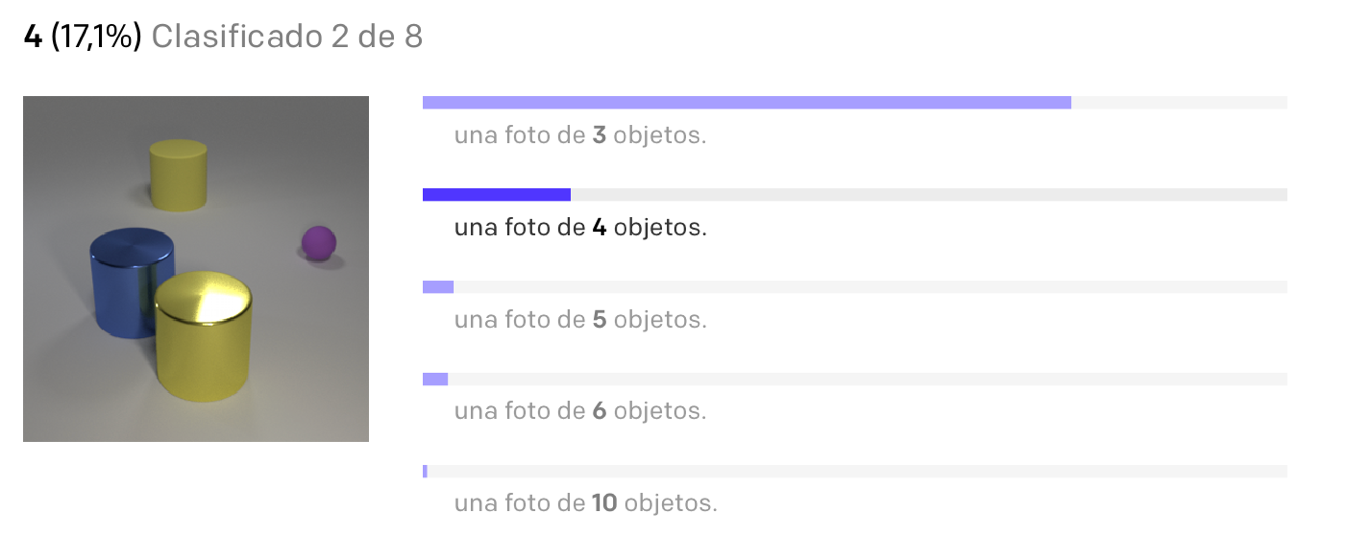 4 (17,1%) Clasificado 2 de 8
una foto de 3 objetos.
una foto de 4 objetos.
una foto de 5 objetos.
una foto de 6 objetos.
una foto de 10 objetos.